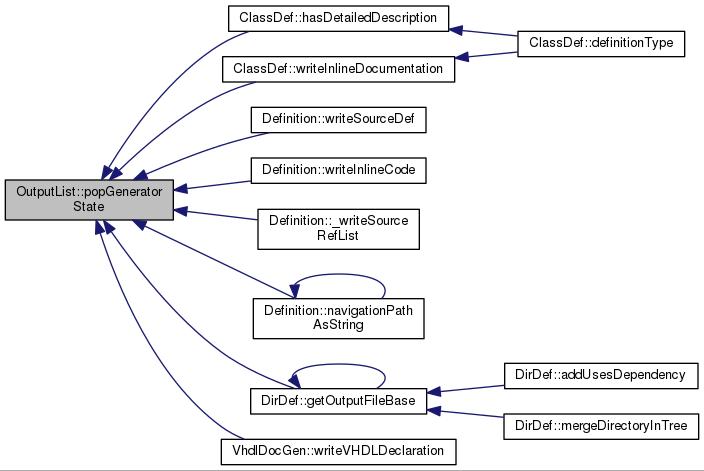 ClassDef::hasDetailedDescription
ClassDef::definitionType
ClassDef::writeInlineDocumentation
Definition::writeSourceDef
Definition::writeInlineCode
OutputList::popGenerator
State
Definition::_writeSource
RefList
Definition::navigationPath
AsString
DirDef::addUsesDependency
DirDef::getOutputFileBase
DirDef::mergeDirectoryInTree
VhdlDocGen::writeVHDLDeclaration